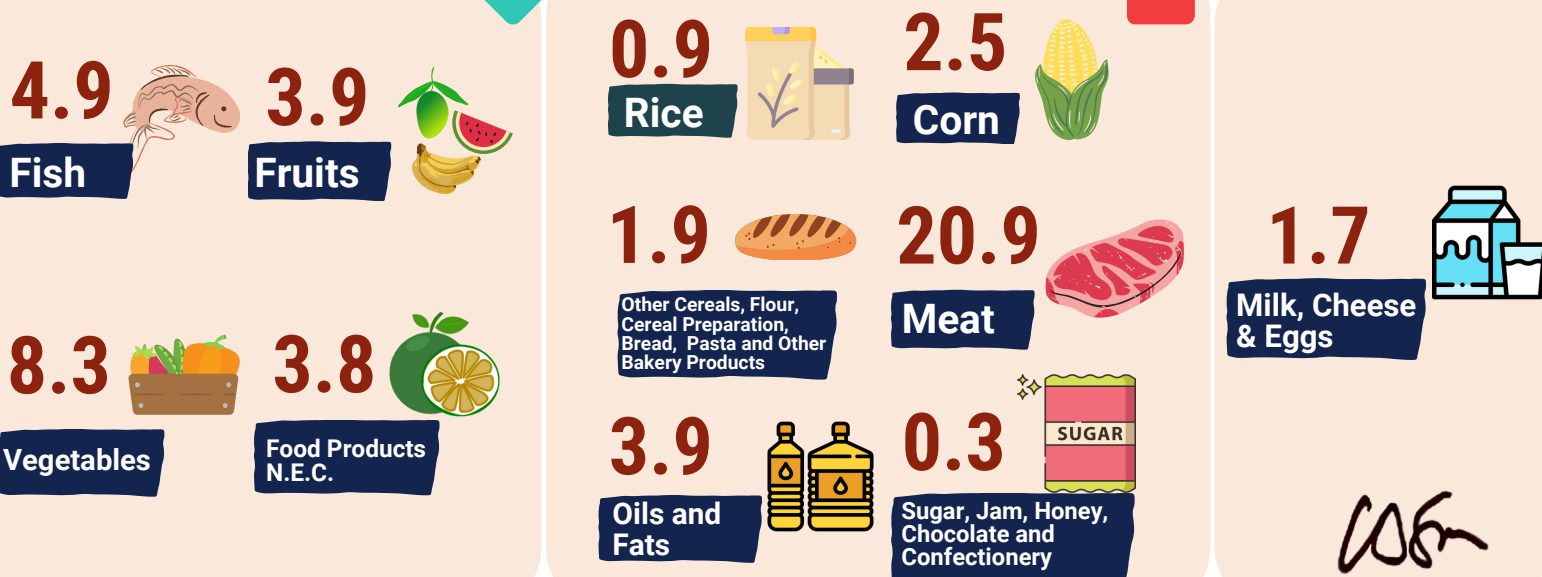 4.9
Fish
3.9
Fruits
8.3
Vegetables
3.8
Food Products
N.E.C.
0.9
Rice
2.5
Corn
1.9
Other Cereals, Flour,
Cereal Preparation,
Bread, Pasta and Other
Bakery Products
20.9
Meat
3.9
Oils and
Fats
0.3
SUGAR
Sugar, Jam, Honey,
Chocolate and
Confectionery
1.7
Milk, Cheese
& Eggs